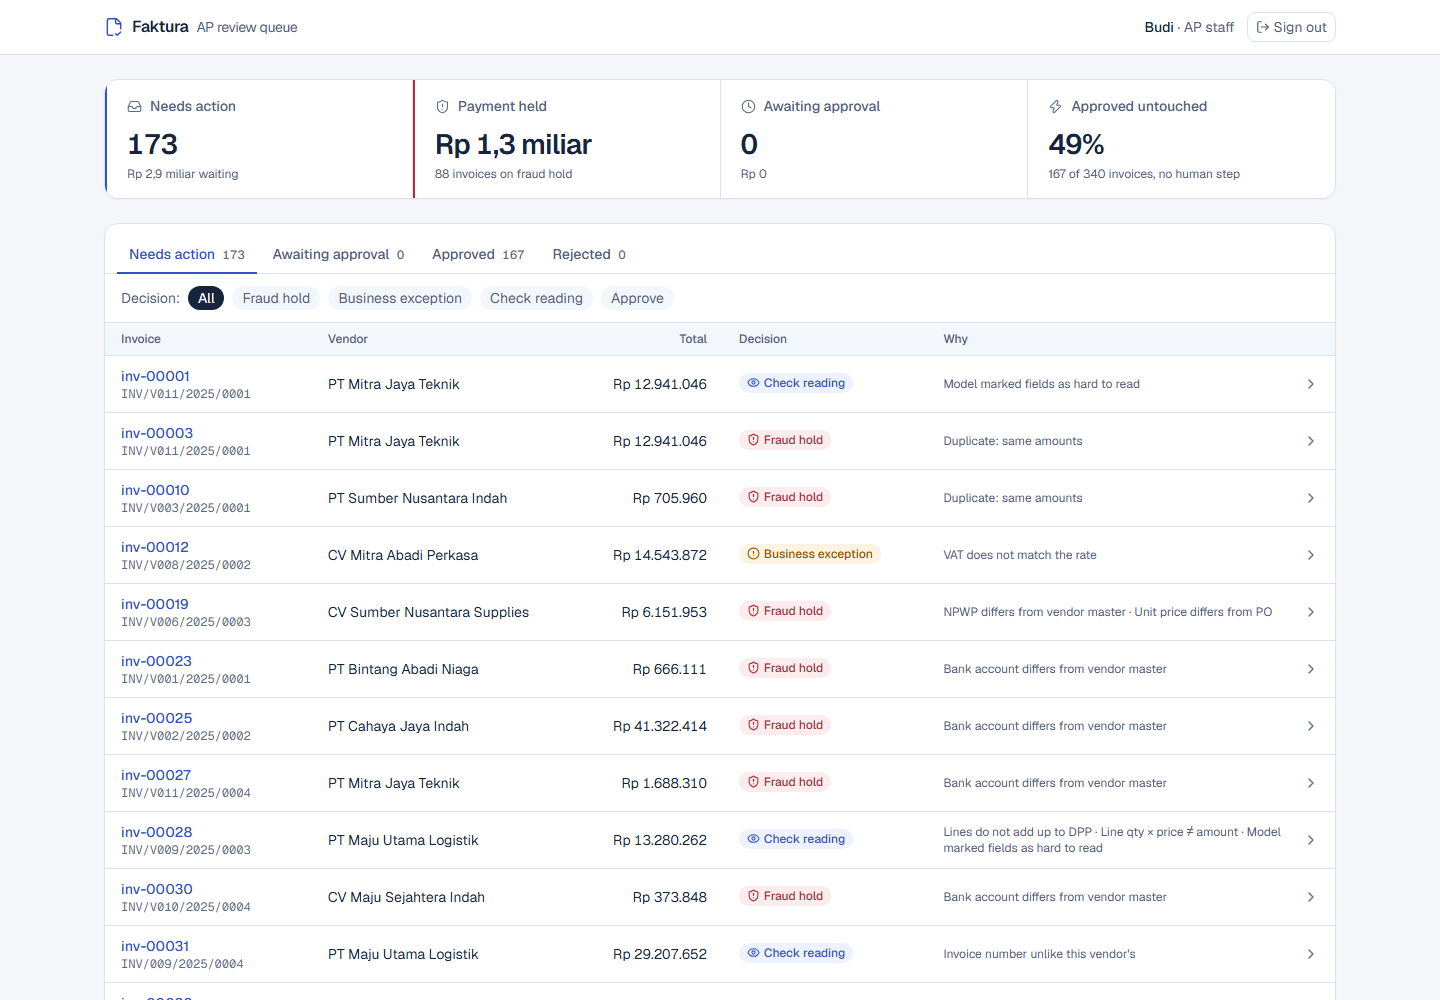 Faktura AP review queue
Budi · AP staff
Sign out
Needs action
173
Rp 2,9 miliar waiting
Payment held
Rp 1,3 miliar
88 invoices on fraud hold
Awaiting approval
0
Rp 0
Approved untouched
49%
167 of 340 invoices, no human step
Needs action 173 Awaiting approval 0 Approved 167 Rejected 0
Decision: All Fraud hold Business exception Check reading Approve
Invoice Vendor Total Decision Why
inv-00001
INV/V011/2025/0001
PT Mitra Jaya Teknik Rp 12.941.046 Check reading Model marked fields as hard to read
inv-00003
INV/V011/2025/0001
PT Mitra Jaya Teknik Rp 12.941.046 Fraud hold Duplicate: same amounts
inv-00010
INV/V003/2025/0001
PT Sumber Nusantara Indah Rp 705.960 Fraud hold Duplicate: same amounts
inv-00012
INV/V008/2025/0002
CV Mitra Abadi Perkasa Rp 14.543.872 Business exception VAT does not match the rate
inv-00019
INV/V006/2025/0003
CV Sumber Nusantara Supplies Rp 6.151.953 Fraud hold NPWP differs from vendor master · Unit price differs from PO
inv-00023
INV/V001/2025/0001
PT Bintang Abadi Niaga Rp 666.111 Fraud hold Bank account differs from vendor master
inv-00025
INV/V002/2025/0002
PT Cahaya Jaya Indah Rp 41.322.414 Fraud hold Bank account differs from vendor master
inv-00027
INV/V011/2025/0004
PT Mitra Jaya Teknik Rp 1.688.310 Fraud hold Bank account differs from vendor master
inv-00028
INV/V009/2025/0003
PT Maju Utama Logistik Rp 13.280.262 Check reading Lines do not add up to DPP · Line qty × price ≠ amount · Model
marked fields as hard to read
inv-00030
INV/V010/2025/0004
CV Maju Sejahtera Indah Rp 373.848 Fraud hold Bank account differs from vendor master
inv-00031
INV/009/2025/0004
PT Maju Utama Logistik Rp 29.207.652 Check reading Invoice number unlike this vendor's